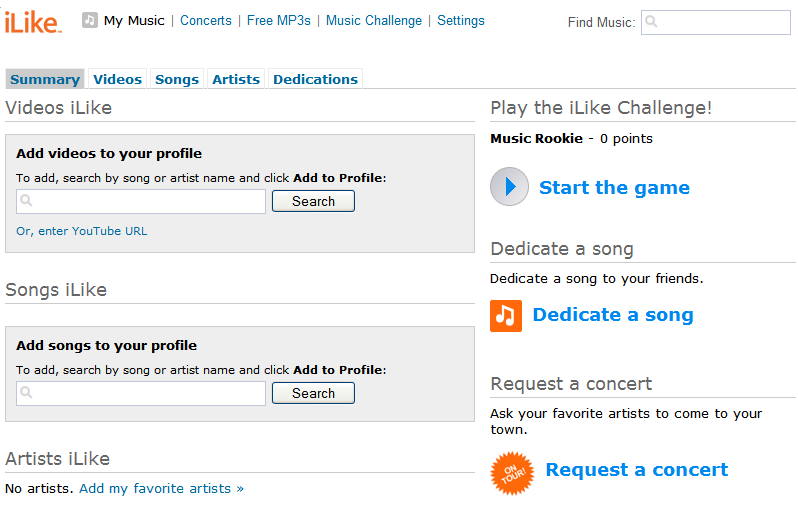 iLike™ My Music | Concerts | Free MP3s | Music Challenge | Settings Find Music:
Summary Videos Songs Artists Dedications
Videos iLike
Add videos to your profile
To add, search by song or artist name and click Add to Profile:
Search
Or, enter YouTube URL
Songs iLike
Add songs to your profile
To add, search by song or artist name and click Add to Profile:
Search
Artists iLike
No artists. Add my favorite artists »
Play the iLike Challenge!
Music Rookie - 0 points
Start the game
Dedicate a song
Dedicate a song to your friends.
Dedicate a song
Request a concert
Ask your favorite artists to come to your
town.
ON
TOUR!
Request a concert